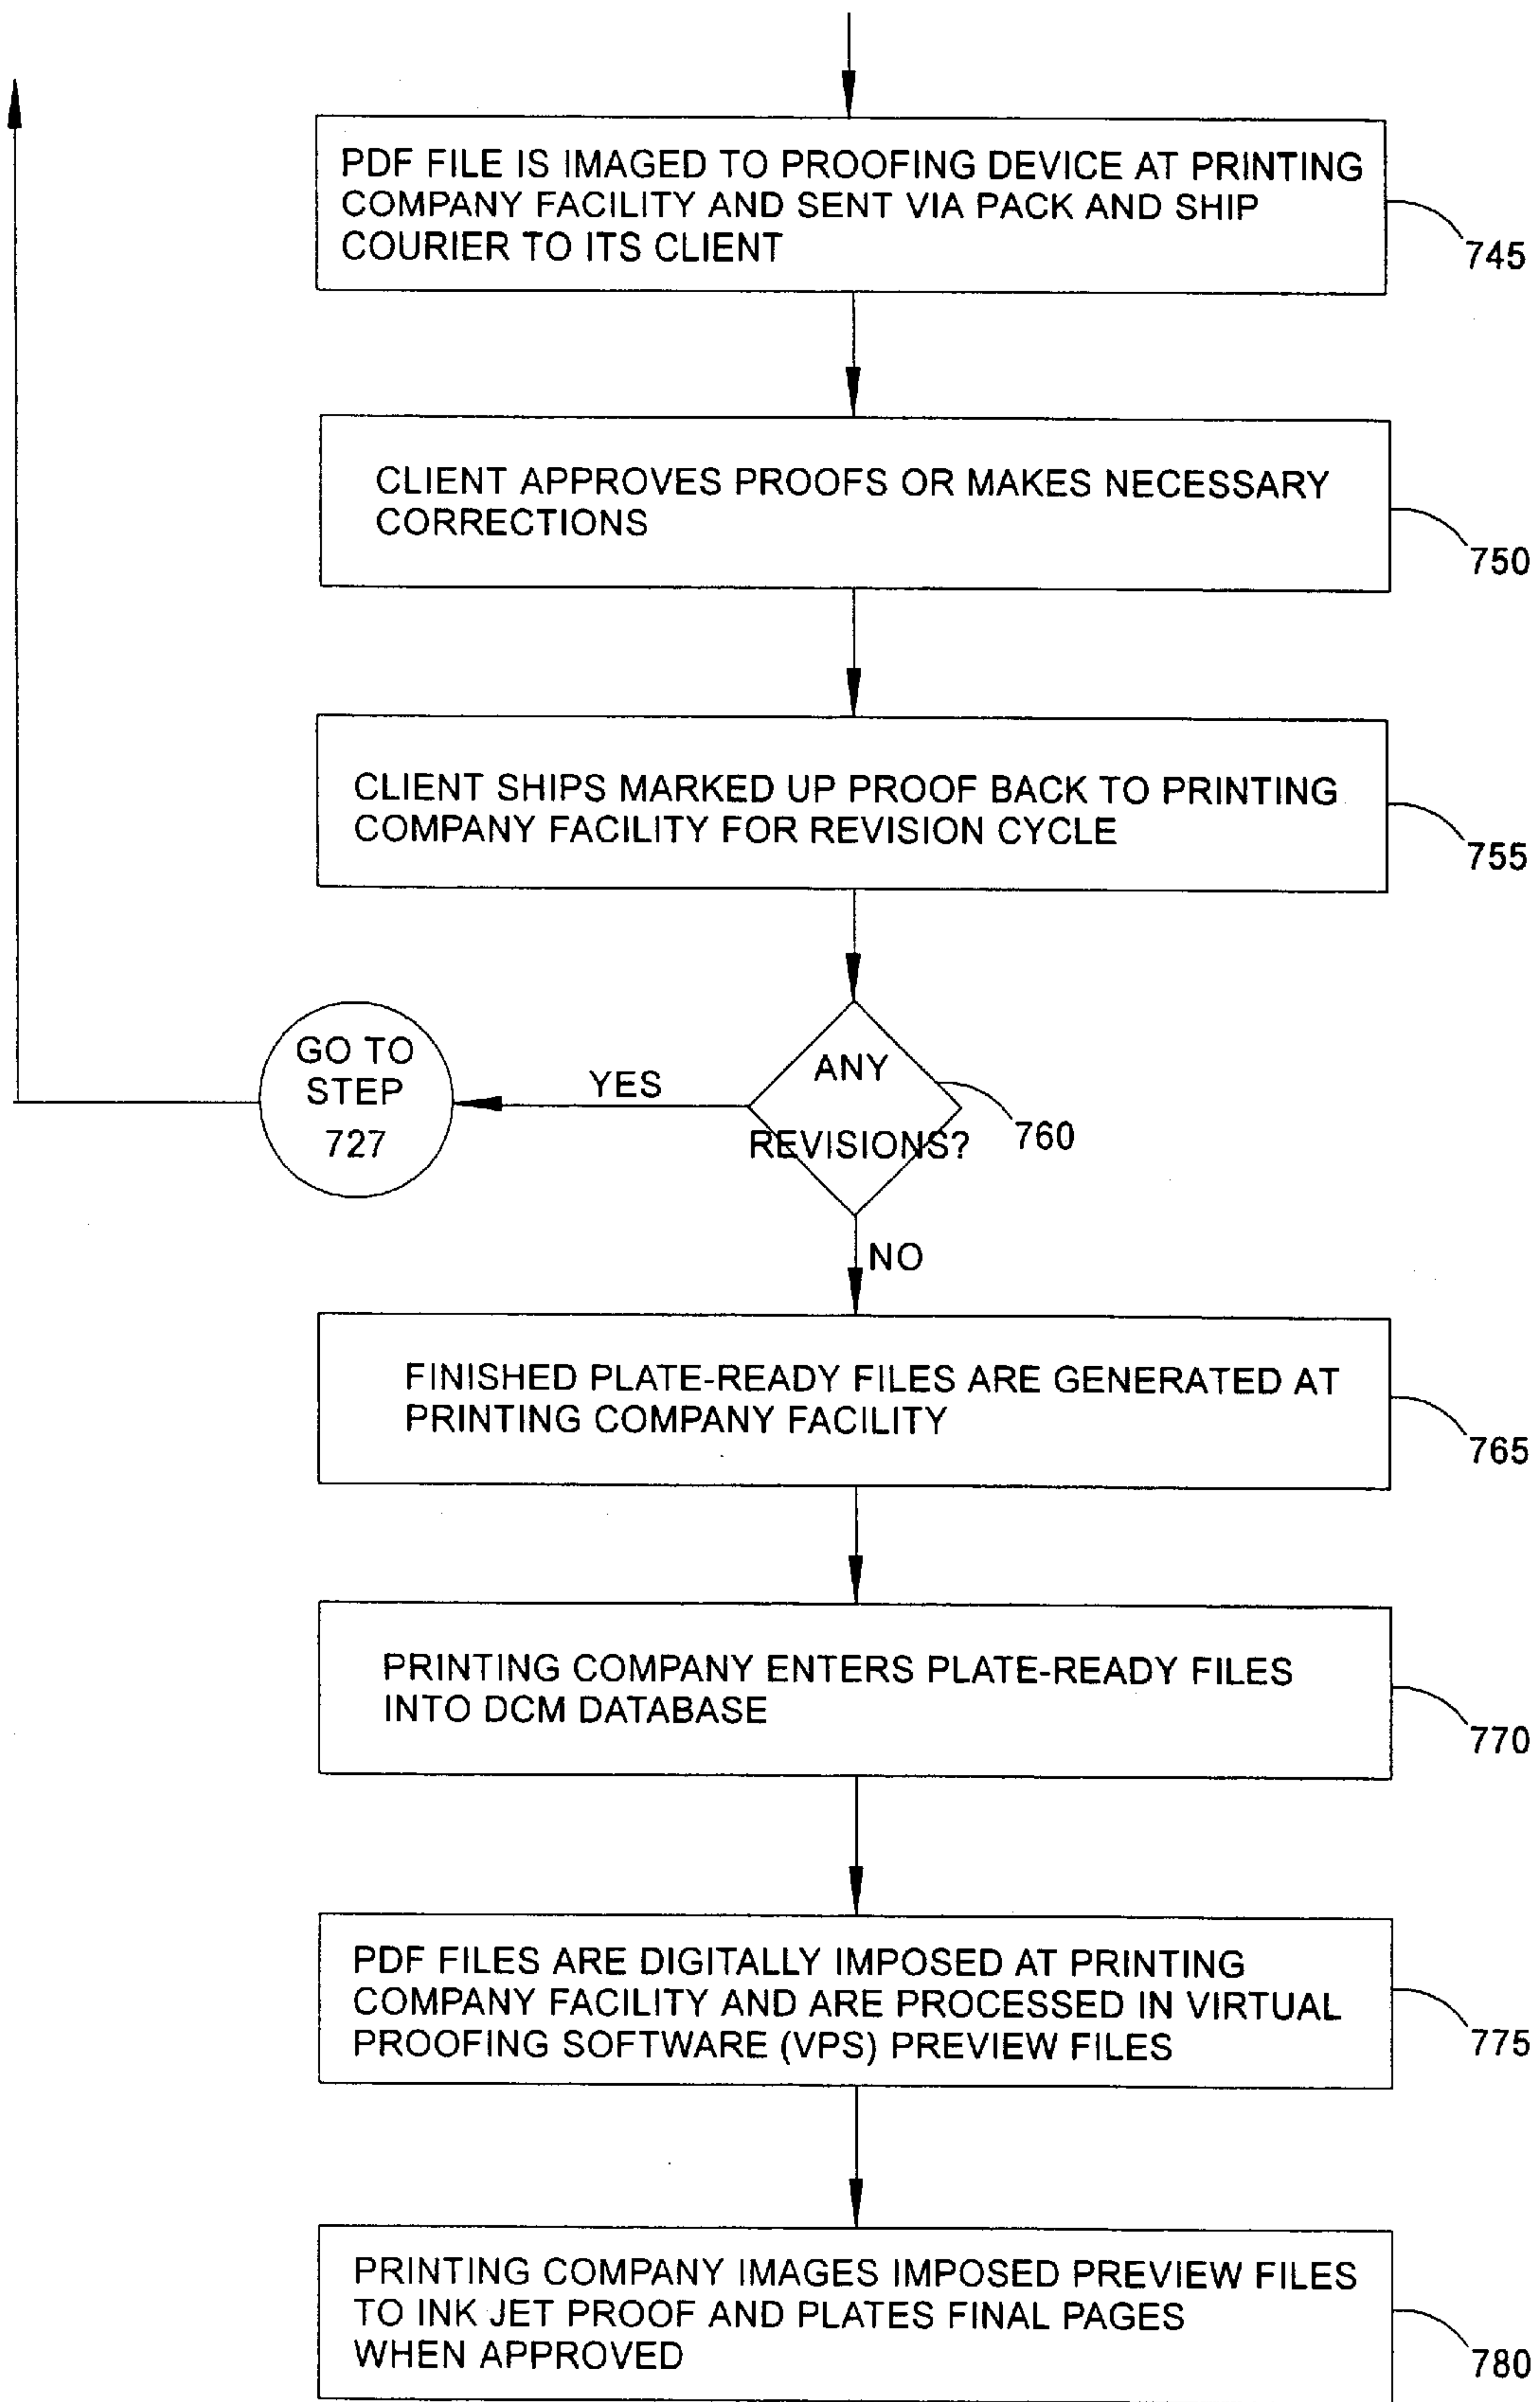 PDF FILE IS IMAGED TO PROOFING DEVICE AT PRINTING
COMPANY FACILITY AND SENT VIA PACK AND SHIP
COURIER TO ITS CLIENT
745
CLIENT APPROVES PROOFS OR MAKES NECESSARY
CORRECTIONS
750
CLIENT SHIPS MARKED UP PROOF BACK TO PRINTING
COMPANY FACILITY FOR REVISION CYCLE
755
GO TO
STEP
727
YES
ANY
REVISIONS?
760
NO
FINISHED PLATE-READY FILES ARE GENERATED AT
PRINTING COMPANY FACILITY
765
PRINTING COMPANY ENTERS PLATE-READY FILES
INTO DCM DATABASE
770
PDF FILES ARE DIGITALLY IMPOSED AT PRINTING
COMPANY FACILITY AND ARE PROCESSED IN VIRTUAL
PROOFING SOFTWARE (VPS) PREVIEW FILES
775
PRINTING COMPANY IMAGES IMPOSED PREVIEW FILES
TO INK JET PROOF AND PLATES FINAL PAGES
WHEN APPROVED
780